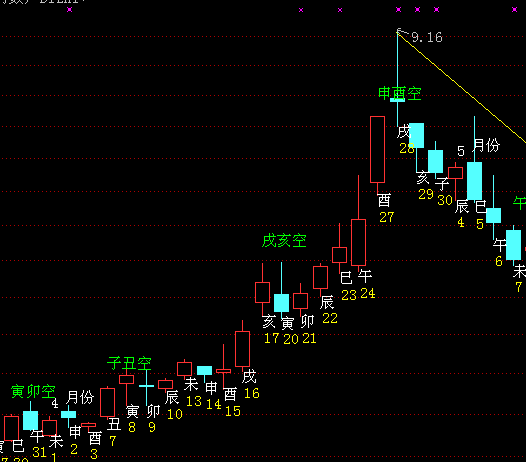 9.16
申酉空
戌
28
5 月份
亥
29
子
30
辰
4
巳
5
酉
27
午
6
未
7
午
戌亥空
巳
23
午
24
辰
22
亥
17
寅
20
卯
21
子丑空
戌
16
未
13
申
14
酉
15
寅卯空
4 月份
辰
10
寅
8
卯
9
丑
7
申
2
酉
3
午
31
未
1
巳
30